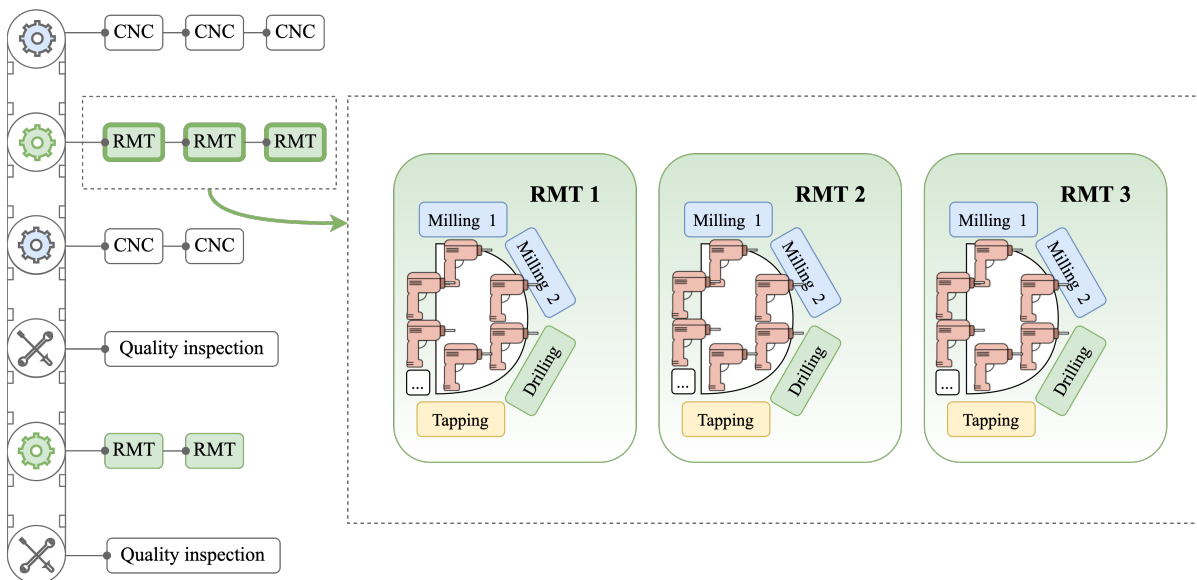 CNC CNC CNC
RMT RMT RMT
CNC CNC
Quality inspection
RMT RMT
Quality inspection
RMT 1
Milling 1
Milling 2
Drilling
...
Tapping
RMT 2
Milling 1
Milling 2
Drilling
...
Tapping
RMT 3
Milling 1
Milling 2
Drilling
...
Tapping